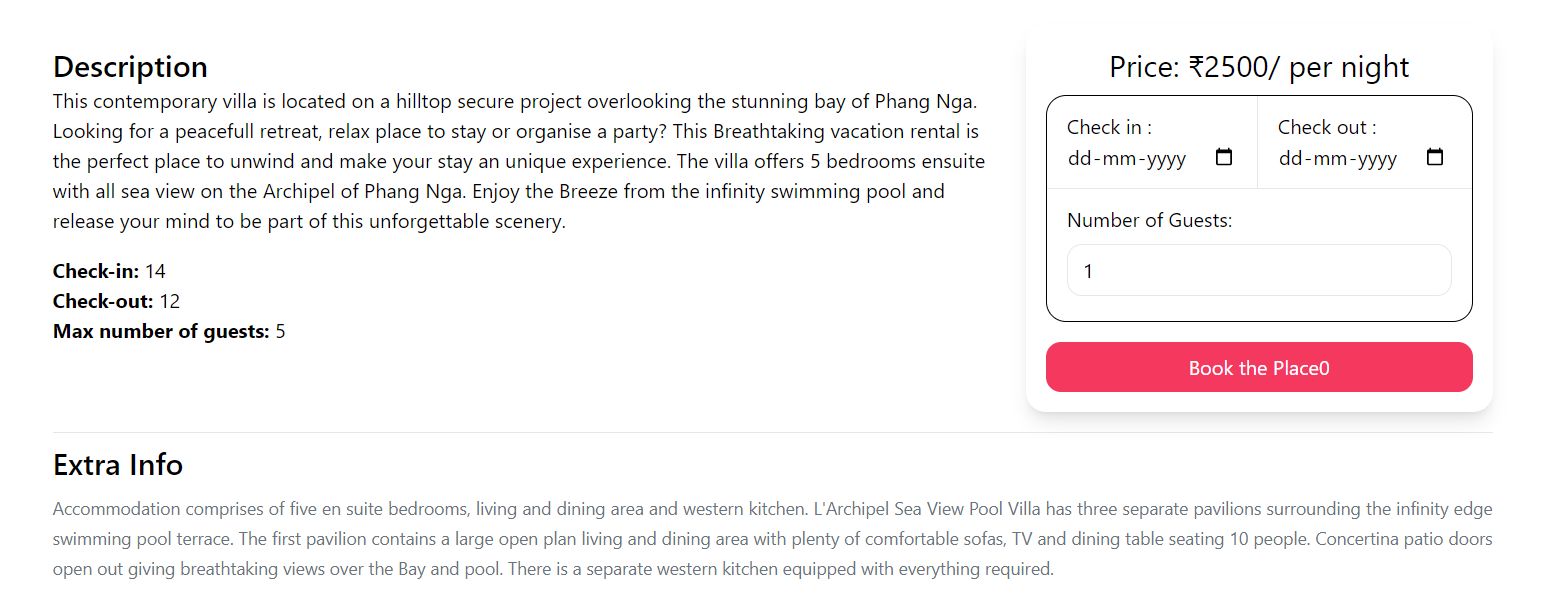 Description
This contemporary villa is located on a hilltop secure project overlooking the stunning bay of Phang Nga.
Looking for a peacefull retreat, relax place to stay or organise a party? This Breathtaking vacation rental is
the perfect place to unwind and make your stay an unique experience. The villa offers 5 bedrooms ensuite
with all sea view on the Archipel of Phang Nga. Enjoy the Breeze from the infinity swimming pool and
release your mind to be part of this unforgettable scenery.
Check-in: 14
Check-out: 12
Max number of guests: 5
Price: ₹2500/ per night
Check in :
dd-mm-yyyy
Check out :
dd-mm-yyyy
Number of Guests:
1
Book the Place0
Extra Info
Accommodation comprises of five en suite bedrooms, living and dining area and western kitchen. L'Archipel Sea View Pool Villa has three separate pavilions surrounding the infinity edge
swimming pool terrace. The first pavilion contains a large open plan living and dining area with plenty of comfortable sofas, TV and dining table seating 10 people. Concertina patio doors
open out giving breathtaking views over the Bay and pool. There is a separate western kitchen equipped with everything required.